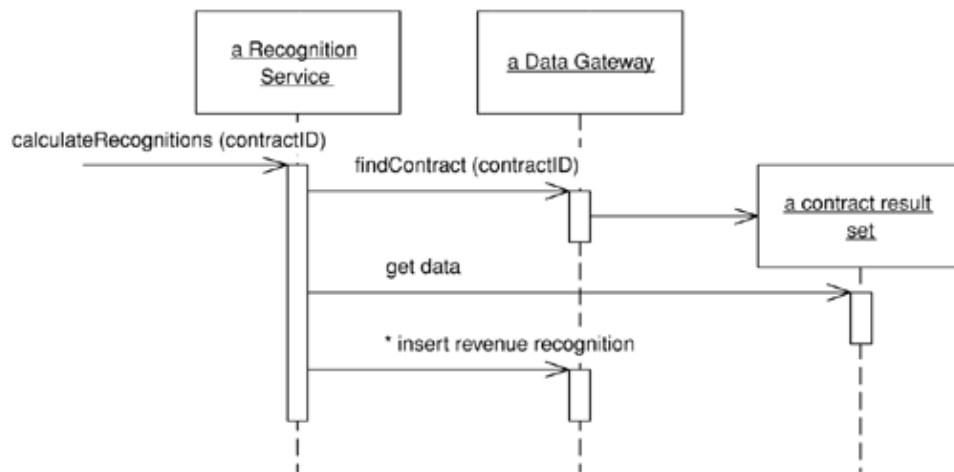 a Recognition
Service
a Data Gateway
calculateRecognitions (contractID)
findContract (contractID)
a contract result
set
get data
* insert revenue recognition